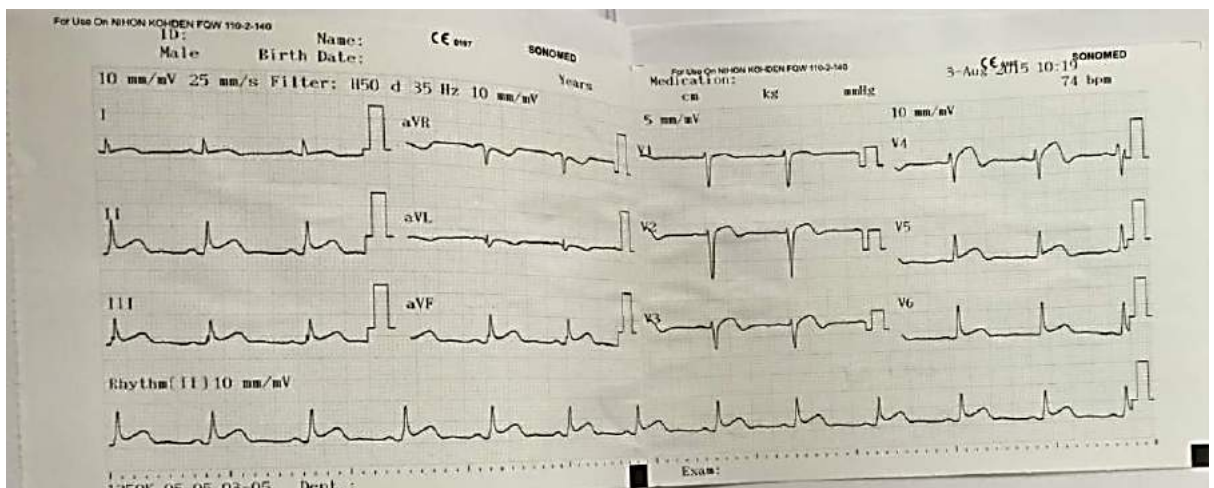 For Use On NIHON KOHDEN FQW 110-2-140
ID: Name:
CE 0197
SONOMED
Male Birth Date:
10 mm/mV 25 mm/s Filter: H50 d 35 Hz 10 mm/mV
Years
I
aVR
II
aVL
III
aVF
Rhythm(II) 10 mm/mV
Dept.:
For Use On NIHON KOHDEN FQW 110-2-140
CE
SONOMED
Medication:
3-Aug 2015 10:19
cm kg mmHg
74 bpm
5 mm/mV
10 mm/mV
V1
V4
V2
V5
V3
V6
Exam: